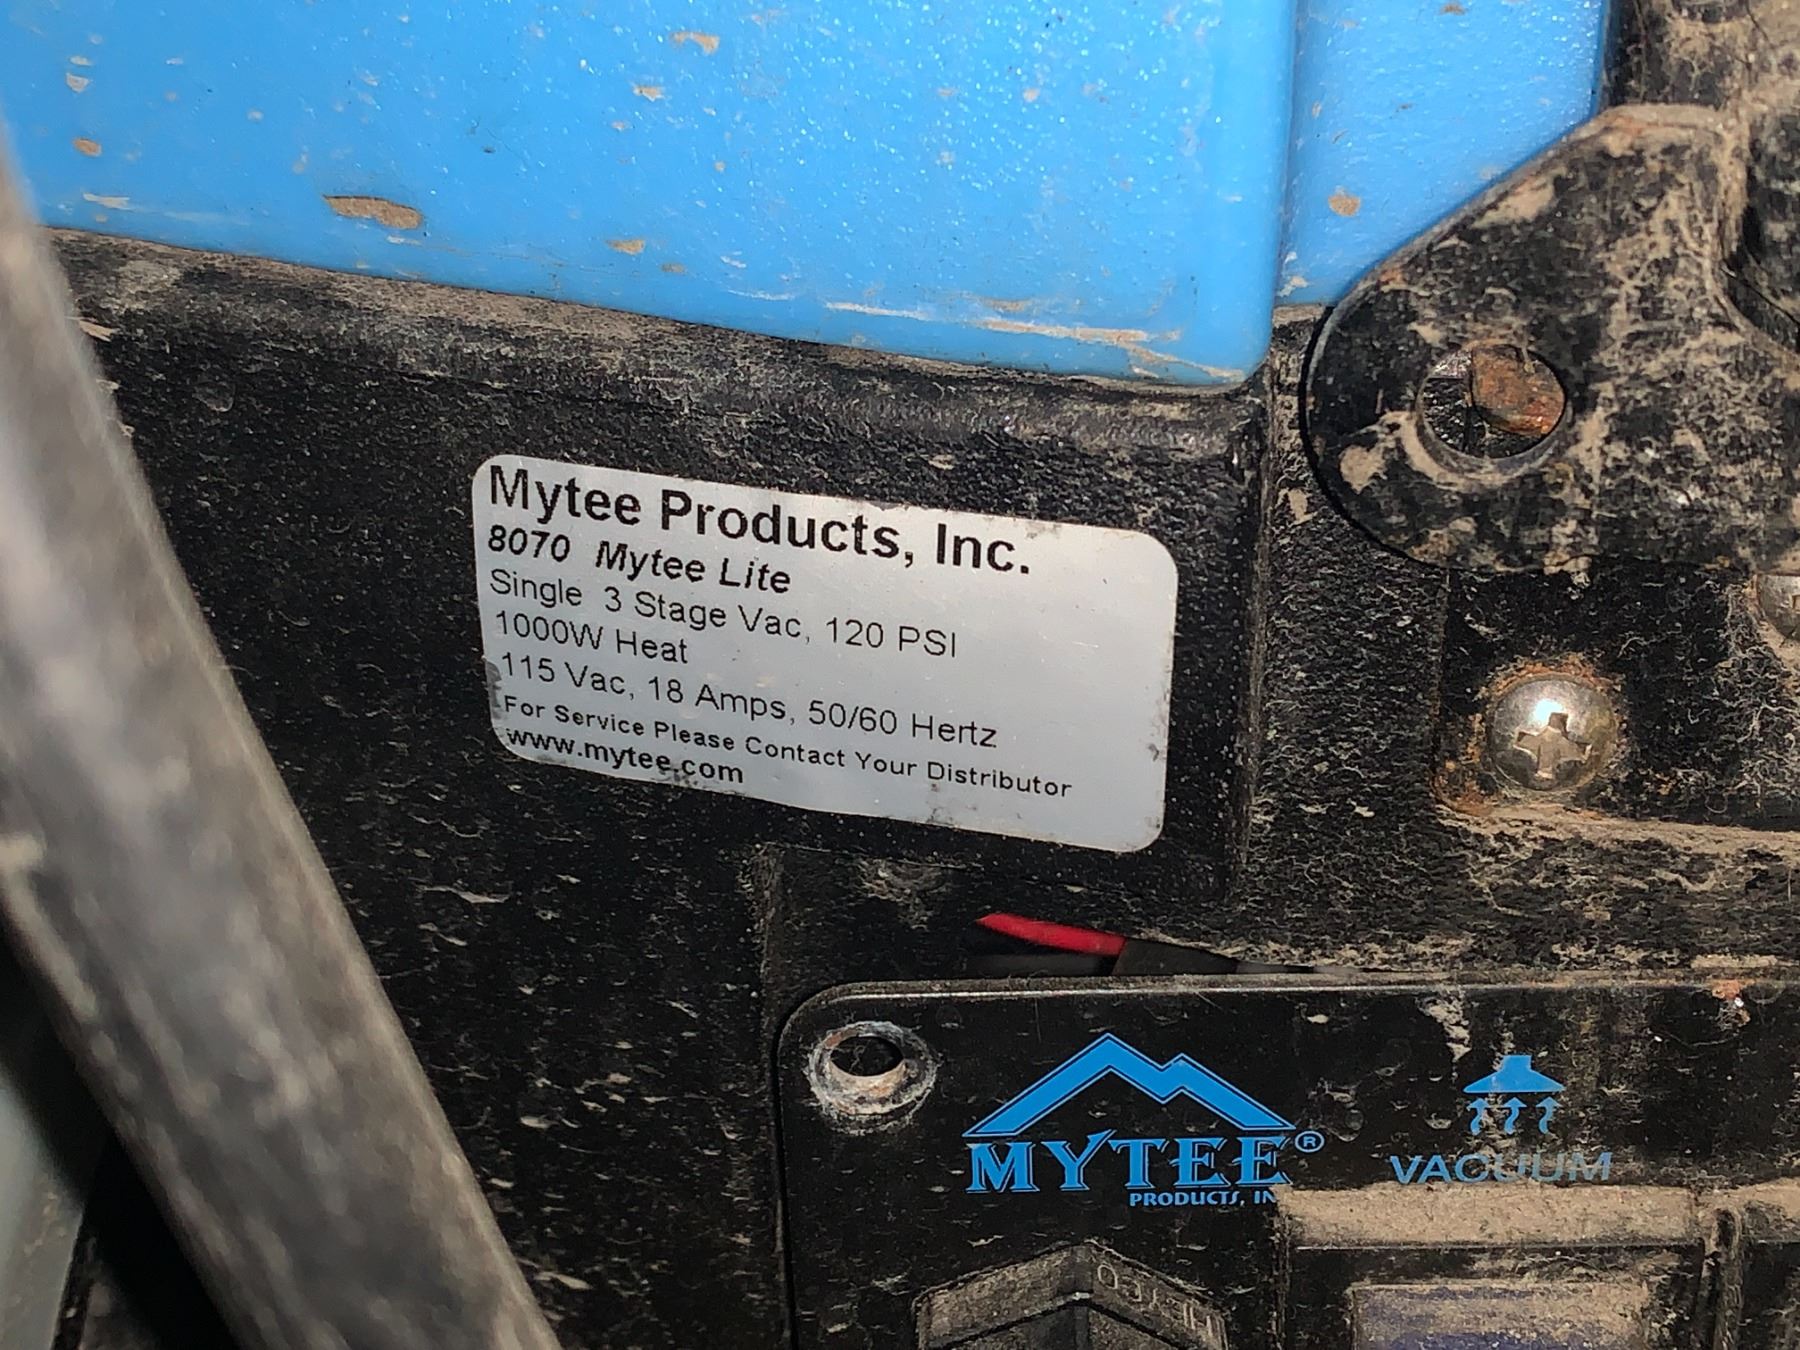 Mytee Products, Inc.
8070 Mytee Lite
Single 3 Stage Vac, 120 PSI
1000W Heat
115 Vac, 18 Amps, 50/60 Hertz
For Service Please Contact Your Distributor
www.mytee.com
MYTEE®
PRODUCTS, IN
VACUUM